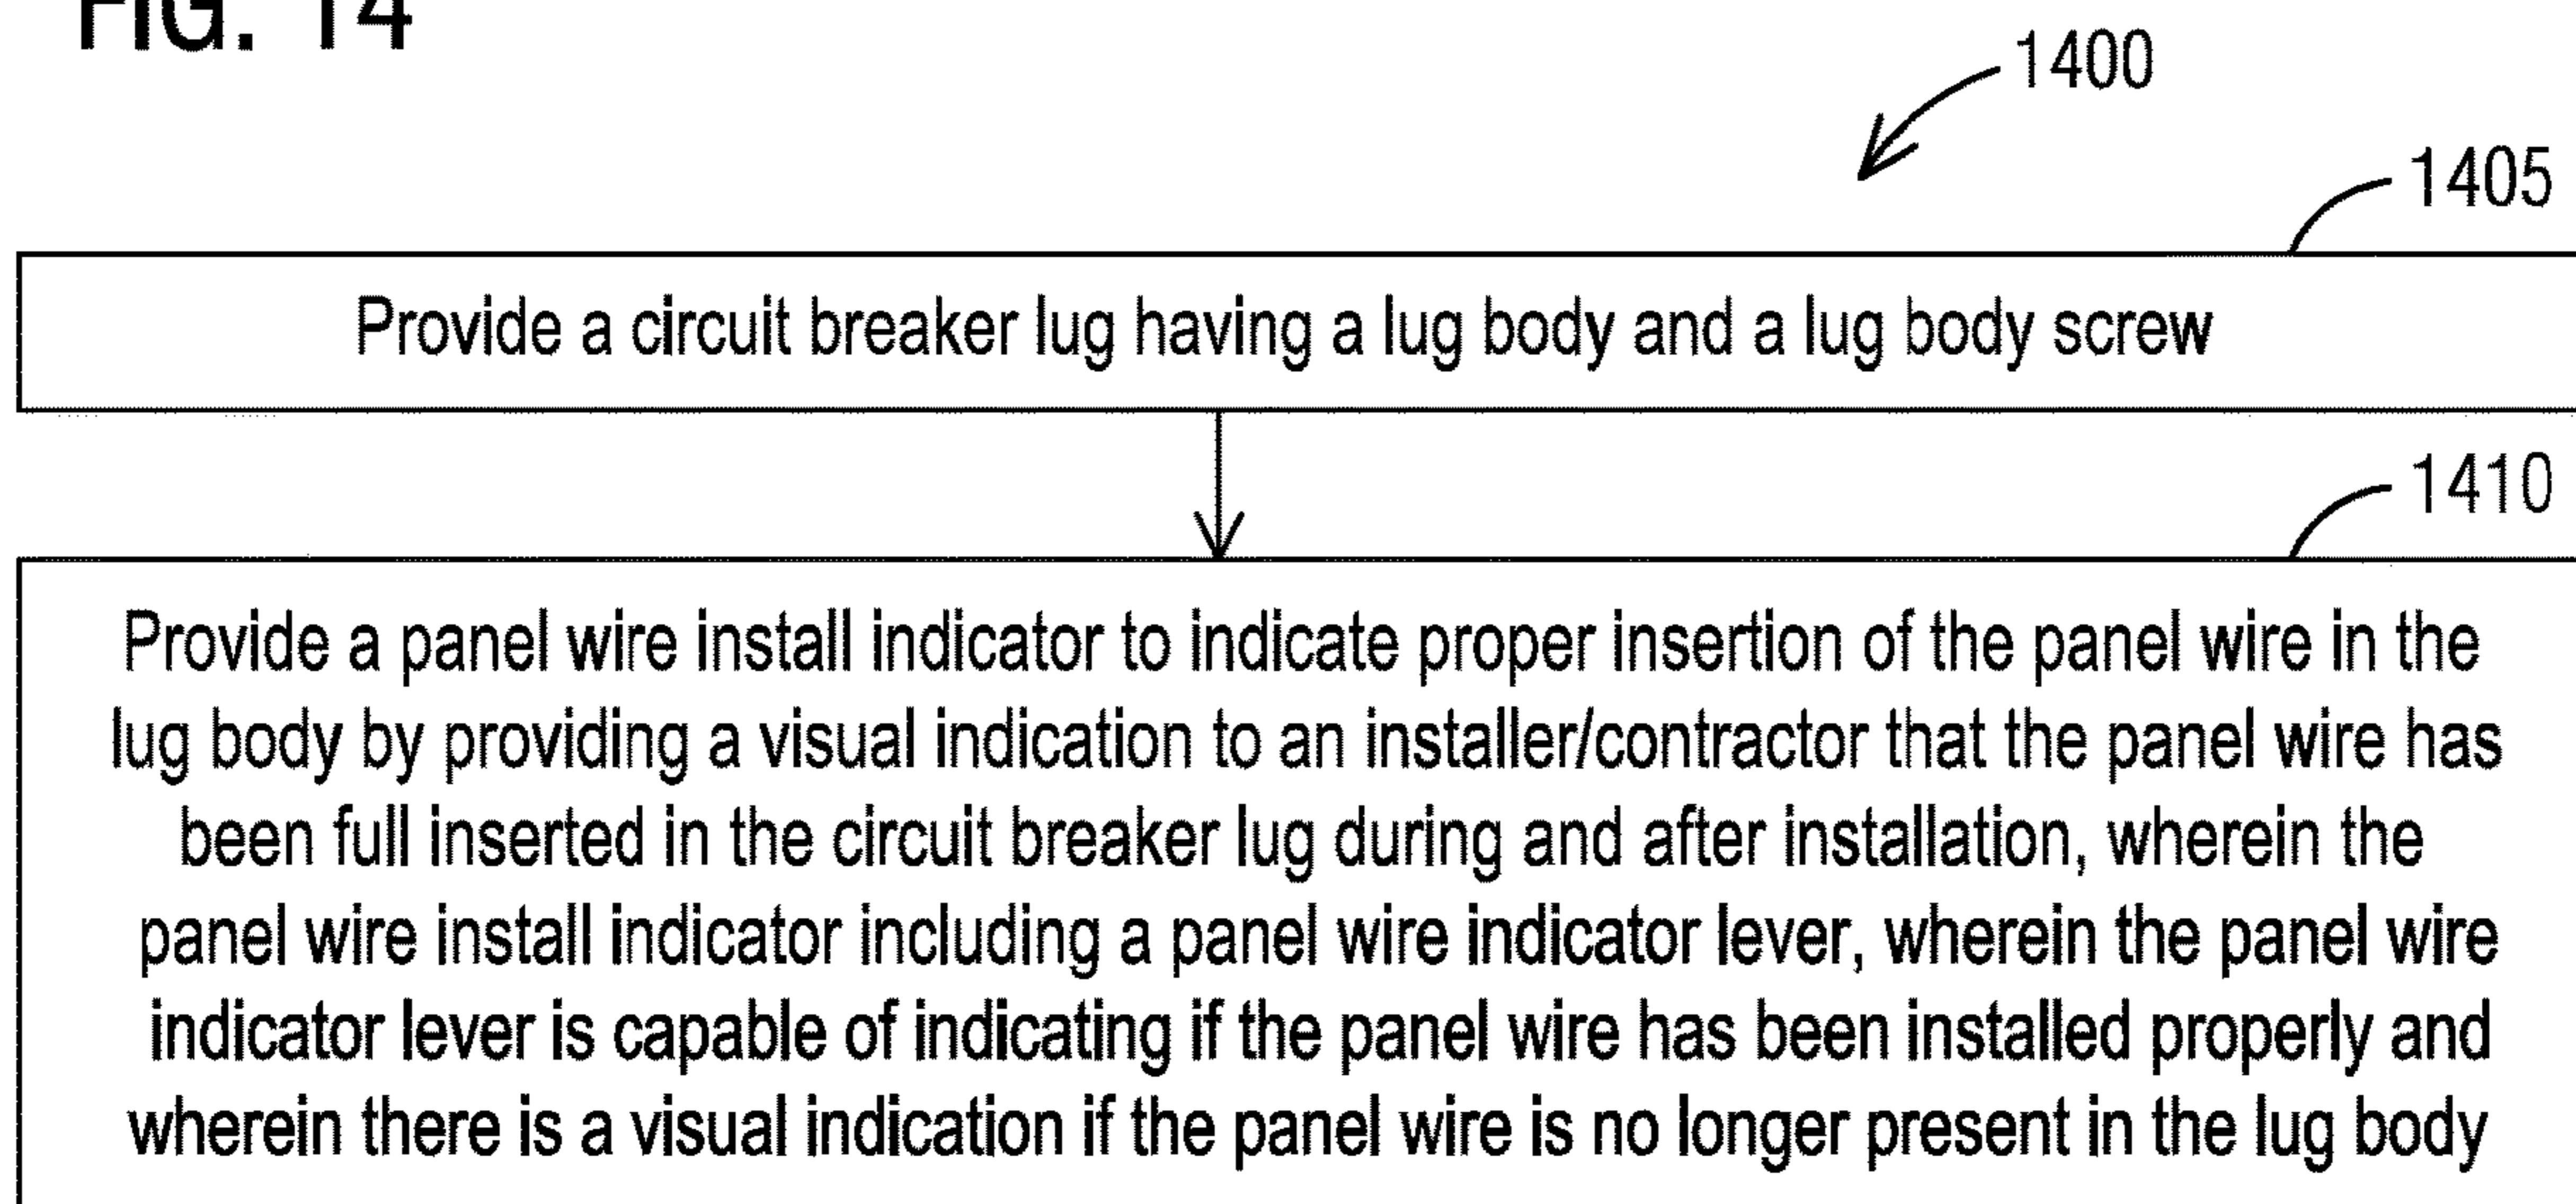 FIG. 14
1400
1405
Provide a circuit breaker lug having a lug body and a lug body screw
1410
Provide a panel wire install indicator to indicate proper insertion of the panel wire in the
lug body by providing a visual indication to an installer/contractor that the panel wire has
been full inserted in the circuit breaker lug during and after installation, wherein the
panel wire install indicator including a panel wire indicator lever, wherein the panel wire
indicator lever is capable of indicating if the panel wire has been installed properly and
wherein there is a visual indication if the panel wire is no longer present in the lug body